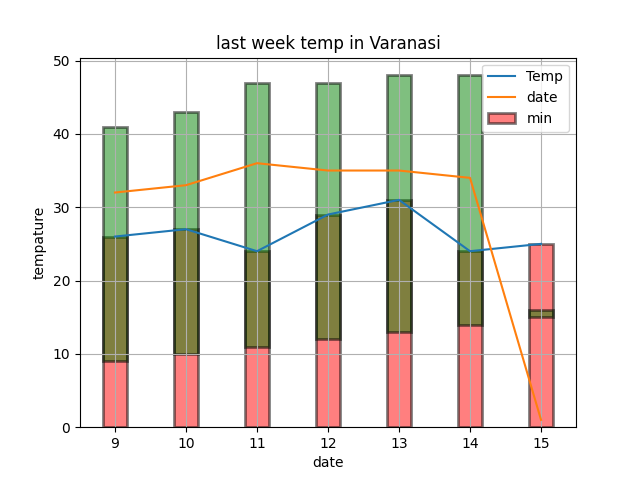 last week temp in Varanasi
50
40
30
20
10
0
tempature
Temp
date
min
9 10 11 12 13 14 15
date